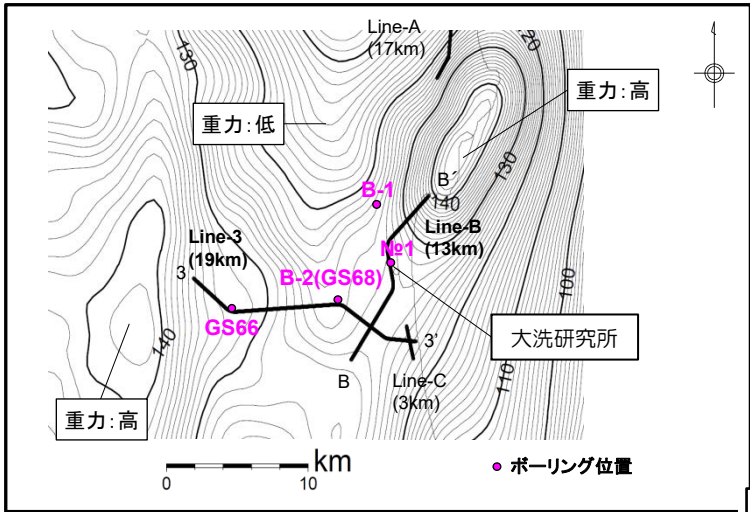 Line-A
(17km)
120
130
重力:高
重力:低
B´
B-1
140
130
Line-B
(13km)
Line-3
(19km)
№1
3
B-2(GS68)
100
GS66
大洗研究所
140
3'
B
Line-C
(3km)
110
重力:高
km
0
10
ボーリング位置